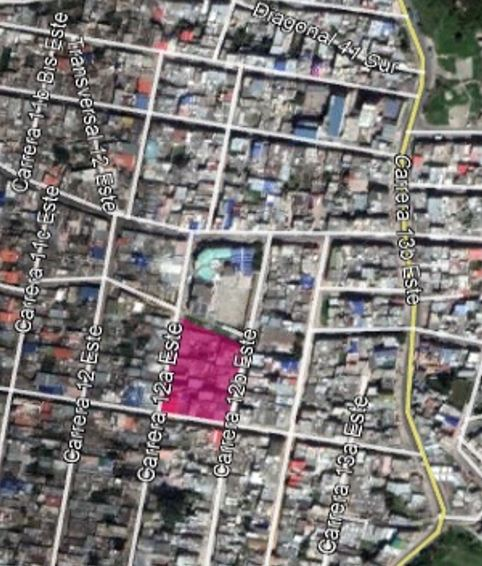 Diagonal 41 Sur
Carrera 11b Bis Este
Transversal 12 Este
Carrera 11c Este
Carrera 13b Este
Carrera 12 Este
Carrera 12a Este
Carrera 12b Este
Carrera 13a Este